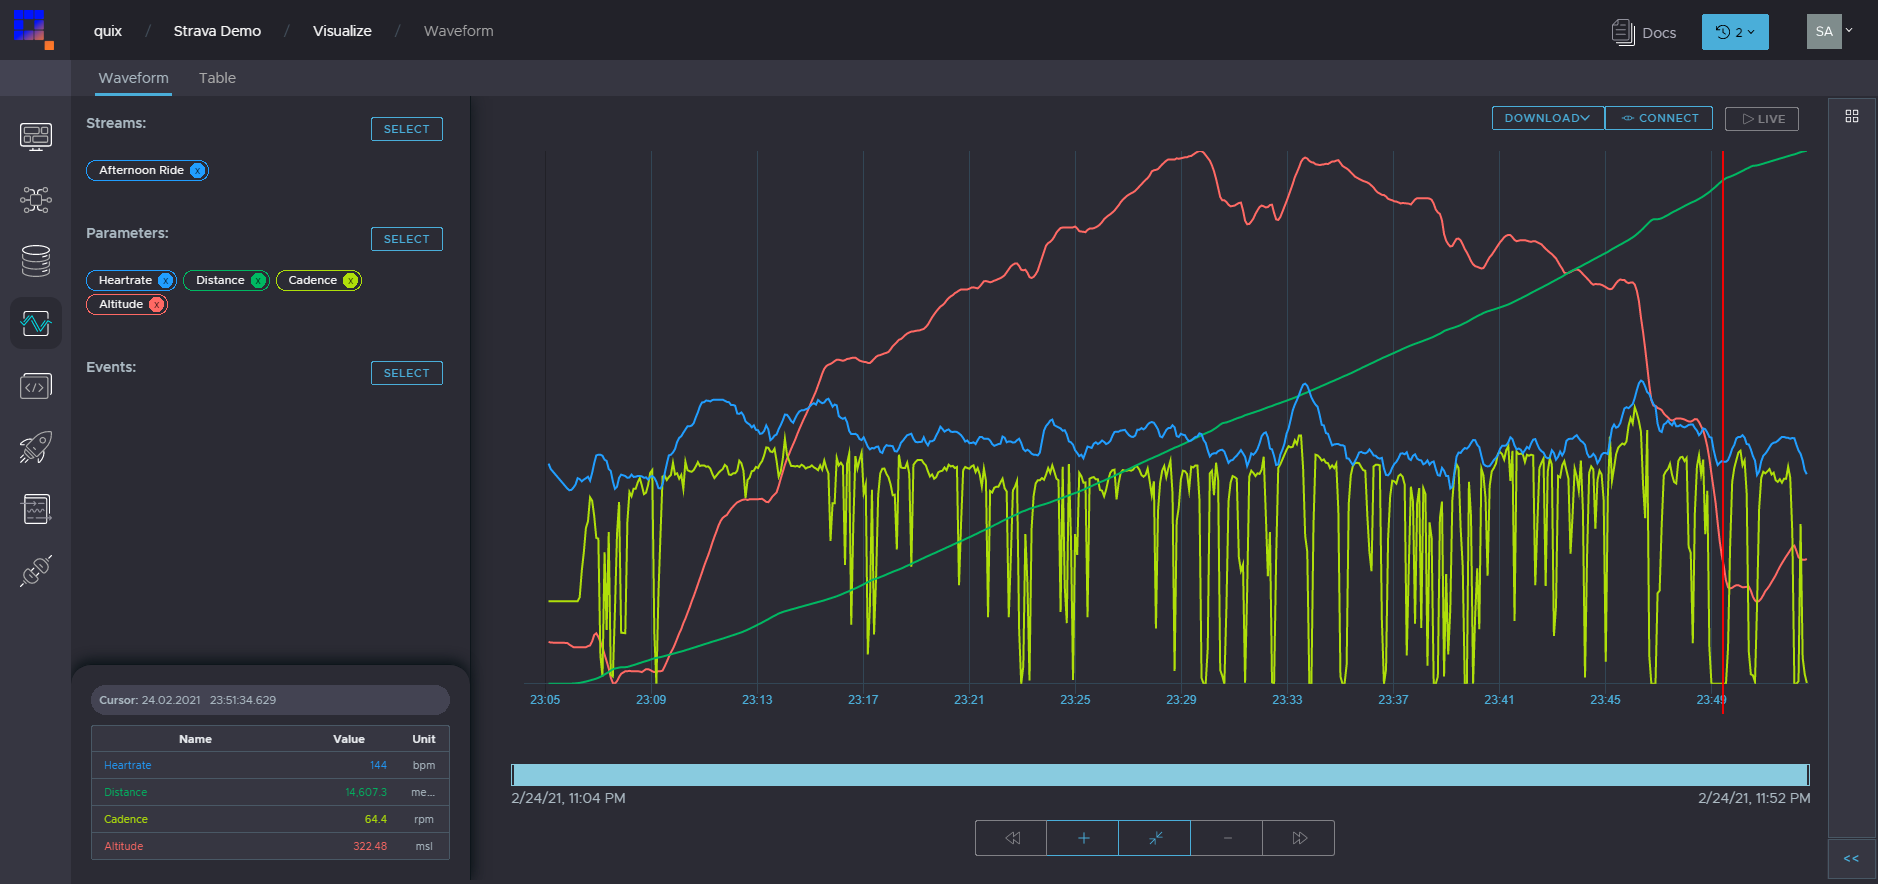 quix / Strava Demo / Visualize / Waveform
Docs
2
SA
Waveform Table
Streams:
SELECT
Afternoon Ride x
Parameters:
SELECT
Heartrate x Distance x Cadence x
Altitude x
Events:
SELECT
DOWNLOAD CONNECT LIVE
23:05 23:09 23:13 23:17 23:21 23:25 23:29 23:33 23:37 23:41 23:45 23:49
Cursor: 24.02.2021 23:51:34.629
Name Value Unit
Heartrate 144 bpm
Distance 14,607.3 me...
Cadence 64.4 rpm
Altitude 322.48 msl
2/24/21, 11:04 PM 2/24/21, 11:52 PM
+ −
<<